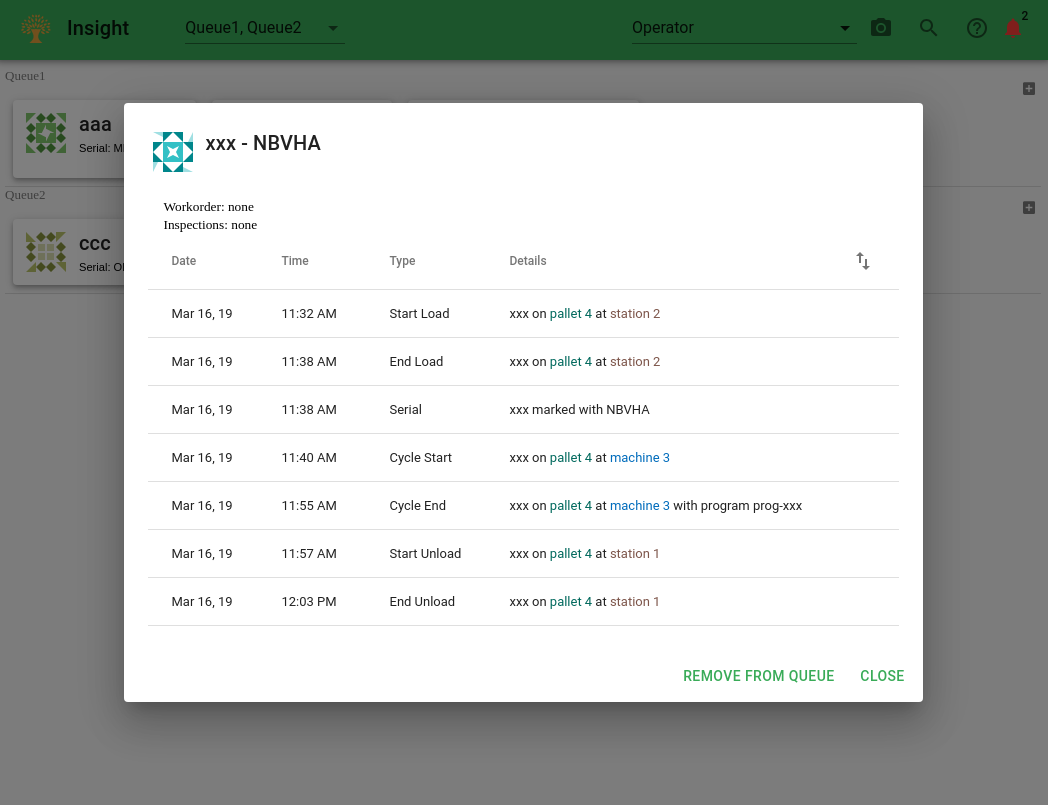 Insight
Queue1, Queue2
Operator
2
Queue1
aaa
Serial:
Queue2
ccc
Serial:
xxx - NBVHA
Workorder: none
Inspections: none
Date Time Type Details
Mar 16, 19 11:32 AM Start Load xxx on pallet 4 at station 2
Mar 16, 19 11:38 AM End Load xxx on pallet 4 at station 2
Mar 16, 19 11:38 AM Serial xxx marked with NBVHA
Mar 16, 19 11:40 AM Cycle Start xxx on pallet 4 at machine 3
Mar 16, 19 11:55 AM Cycle End xxx on pallet 4 at machine 3 with program prog-xxx
Mar 16, 19 11:57 AM Start Unload xxx on pallet 4 at station 1
Mar 16, 19 12:03 PM End Unload xxx on pallet 4 at station 1
REMOVE FROM QUEUE CLOSE